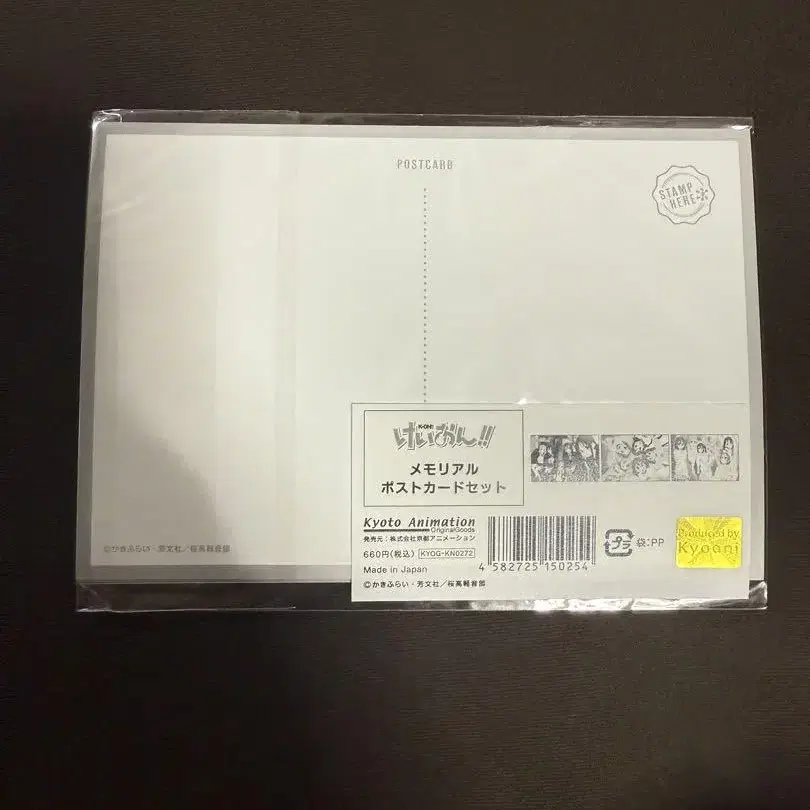 POSTCARD
STAMP
HERE
©かきふらい・芳文社／桜高軽音部
K-ON!!
けいおん!!
メモリアル
ポストカードセット
Kyoto Animation
OriginalGoods
発売元：株式会社京都アニメーション
660円(税込) KYOG-KN0272
Made in Japan
©かきふらい・芳文社／桜高軽音部
4 582725 150254
プラ 袋:PP
Produced by
Kyoani